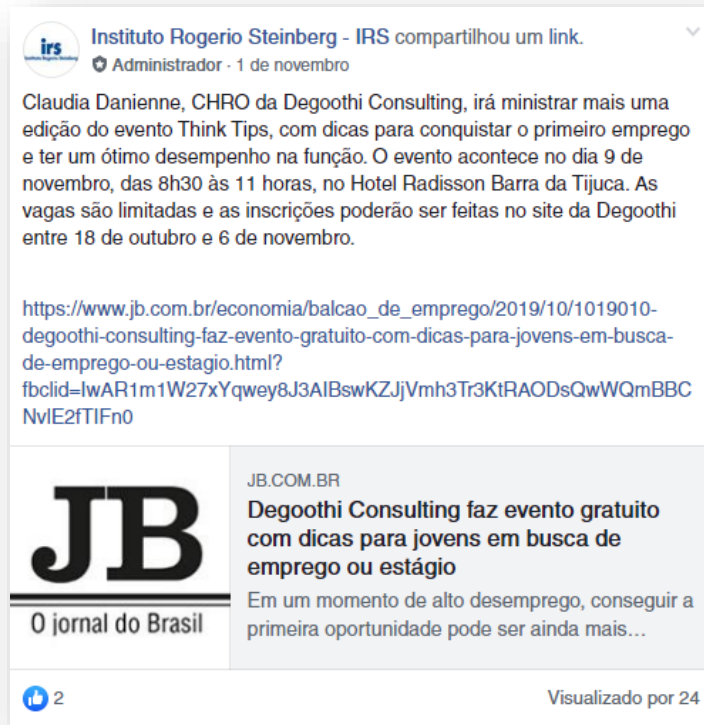 irs
Instituto Rogerio Steinberg
Instituto Rogerio Steinberg - IRS compartilhou um link.
Administrador · 1 de novembro
Claudia Danienne, CHRO da Degoothi Consulting, irá ministrar mais uma
edição do evento Think Tips, com dicas para conquistar o primeiro emprego
e ter um ótimo desempenho na função. O evento acontece no dia 9 de
novembro, das 8h30 às 11 horas, no Hotel Radisson Barra da Tijuca. As
vagas são limitadas e as inscrições poderão ser feitas no site da Degoothi
entre 18 de outubro e 6 de novembro.
https://www.jb.com.br/economia/balcao_de_emprego/2019/10/1019010-
degoothi-consulting-faz-evento-gratuito-com-dicas-para-jovens-em-busca-
de-emprego-ou-estagio.html?
fbclid=IwAR1m1W27xYqwey8J3AIBswKZJjVmh3Tr3KtRAODsQwWQmBBC
NvIE2fTIFn0
JB
O jornal do Brasil
JB.COM.BR
Degoothi Consulting faz evento gratuito
com dicas para jovens em busca de
emprego ou estágio
Em um momento de alto desemprego, conseguir a
primeira oportunidade pode ser ainda mais...
2
Visualizado por 24